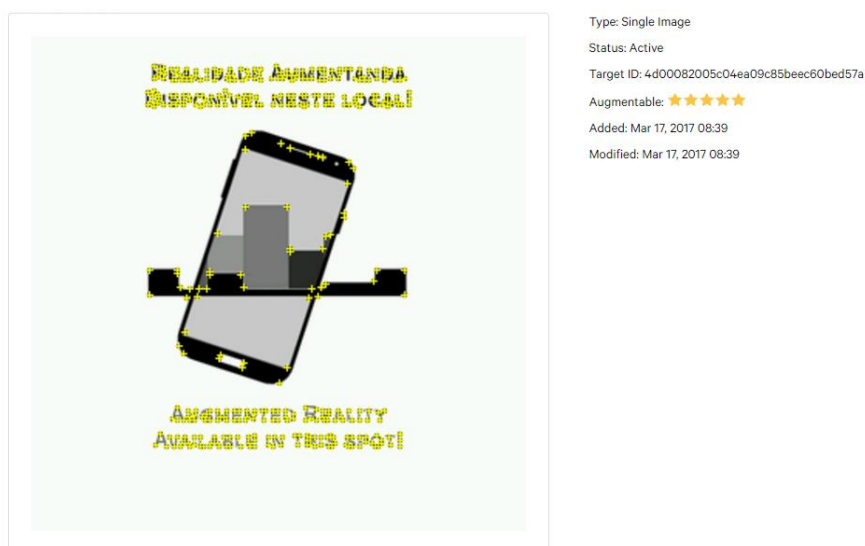 REALIDADE AUMENTANDA
DISPONÍVEL NESTE LOCAL!
AUGMENTED REALITY
AVAILABLE IN THIS SPOT!
Type: Single Image
Status: Active
Target ID: 4d00082005c04ea09c85beec60bed57a
Augmentable:
Added: Mar 17, 2017 08:39
Modified: Mar 17, 2017 08:39